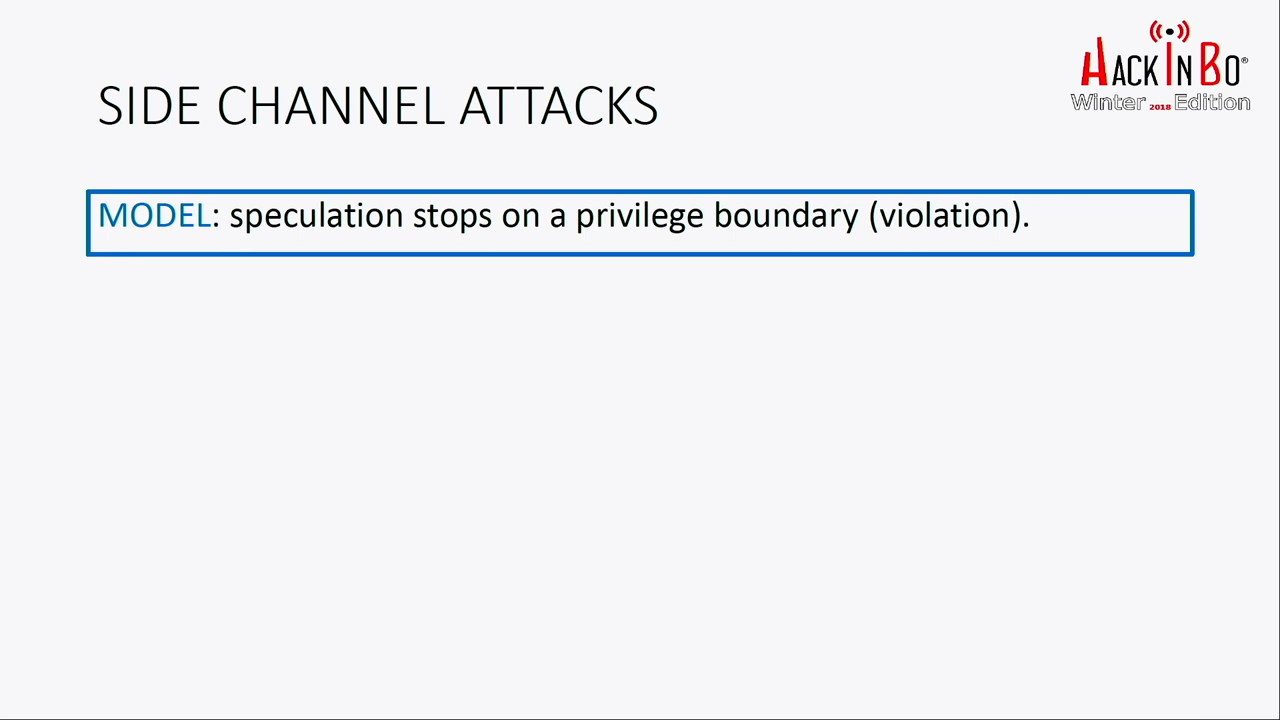 HACKINBO®
Winter 2018 Edition
SIDE CHANNEL ATTACKS
MODEL: speculation stops on a privilege boundary (violation).